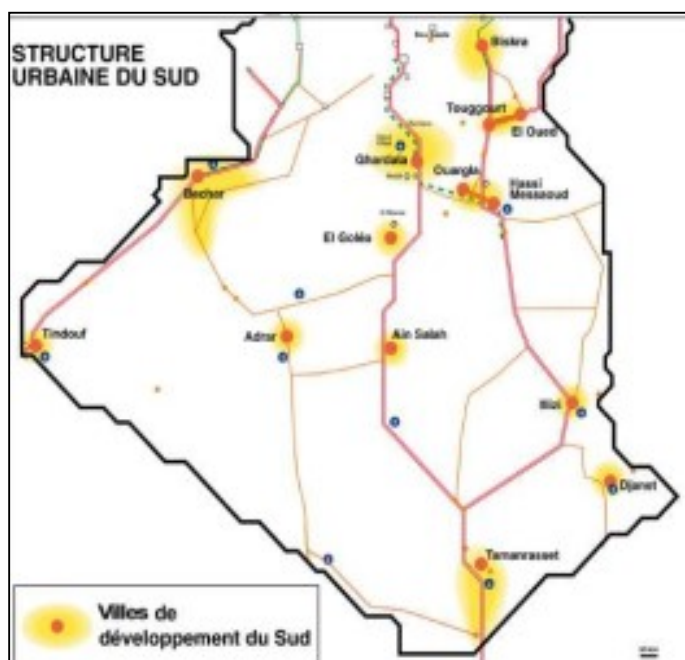 STRUCTURE
URBAINE DU SUD
Biskra
Touggourt
El Oued
Ghardaia
Ouargla
Hassi
Messaoud
Bechar
El Goléa
Tindouf
Adrar
Ain Salah
Illizi
Djanet
Tamanrasset
Villes de
développement du Sud